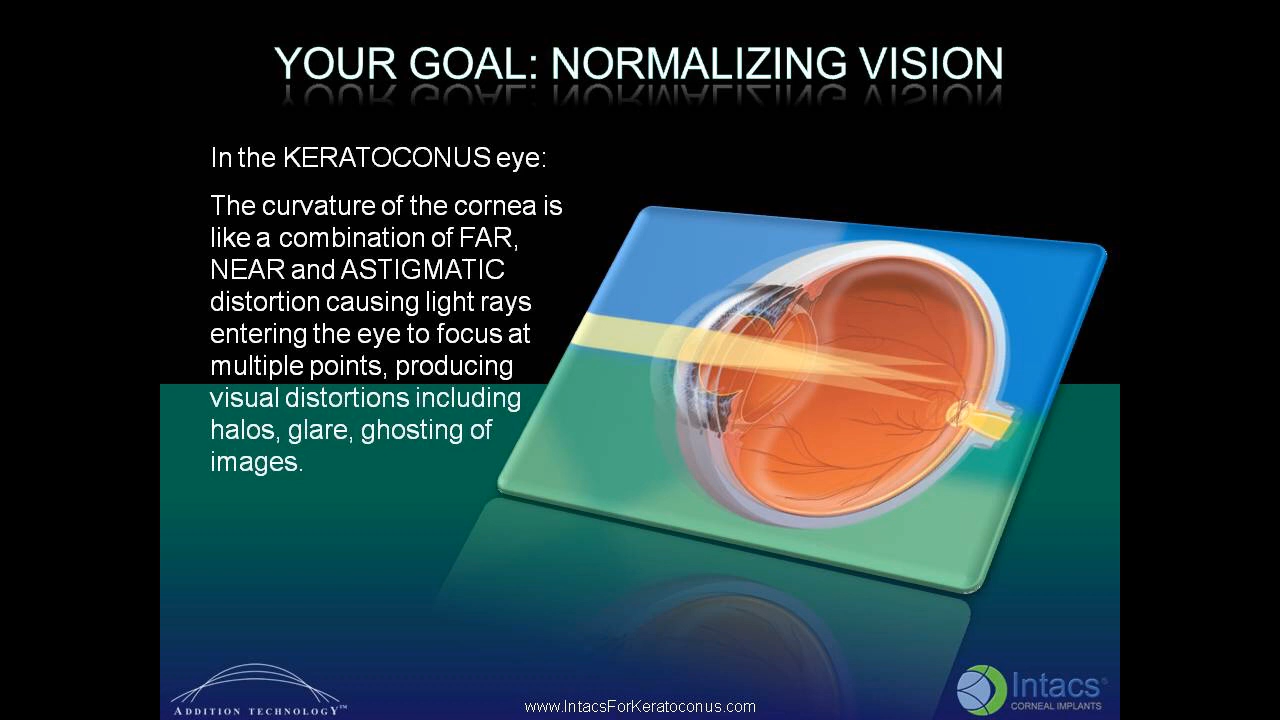 YOUR GOAL: NORMALIZING VISION
In the KERATOCONUS eye:
The curvature of the cornea is
like a combination of FAR,
NEAR and ASTIGMATIC
distortion causing light rays
entering the eye to focus at
multiple points, producing
visual distortions including
halos, glare, ghosting of
images.
ADDITION TECHNOLOGY™
www.IntacsForKeratoconus.com
Intacs®
CORNEAL IMPLANTS